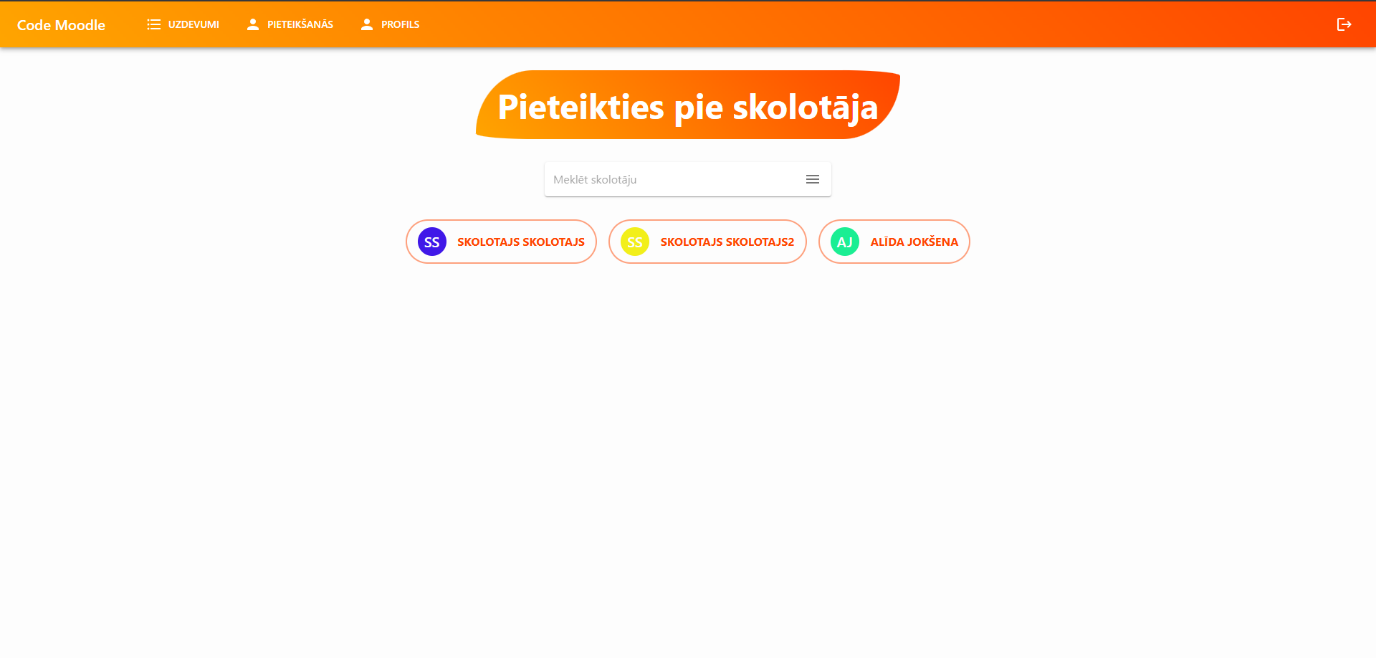 Code Moodle UZDEVUMI PIETEIKŠANĀS PROFILS
Pieteikties pie skolotāja
Meklēt skolotāju
SS SKOLOTAJS SKOLOTAJS SS SKOLOTAJS SKOLOTAJS2 AJ ALĪDA JOKŠENA